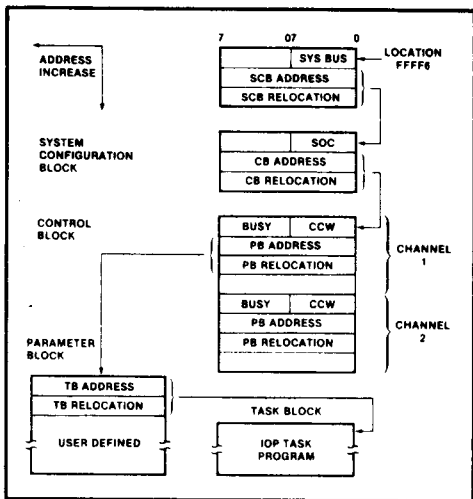 7 07 0
ADDRESS INCREASE
SYS BUS
LOCATION FFFF6
SCB ADDRESS
SCB RELOCATION
SYSTEM CONFIGURATION BLOCK
SOC
CB ADDRESS
CB RELOCATION
CONTROL BLOCK
BUSY CCW
PB ADDRESS
PB RELOCATION
CHANNEL 1
BUSY CCW
PB ADDRESS
PB RELOCATION
CHANNEL 2
PARAMETER BLOCK
TB ADDRESS
TB RELOCATION
USER DEFINED
TASK BLOCK
IOP TASK PROGRAM